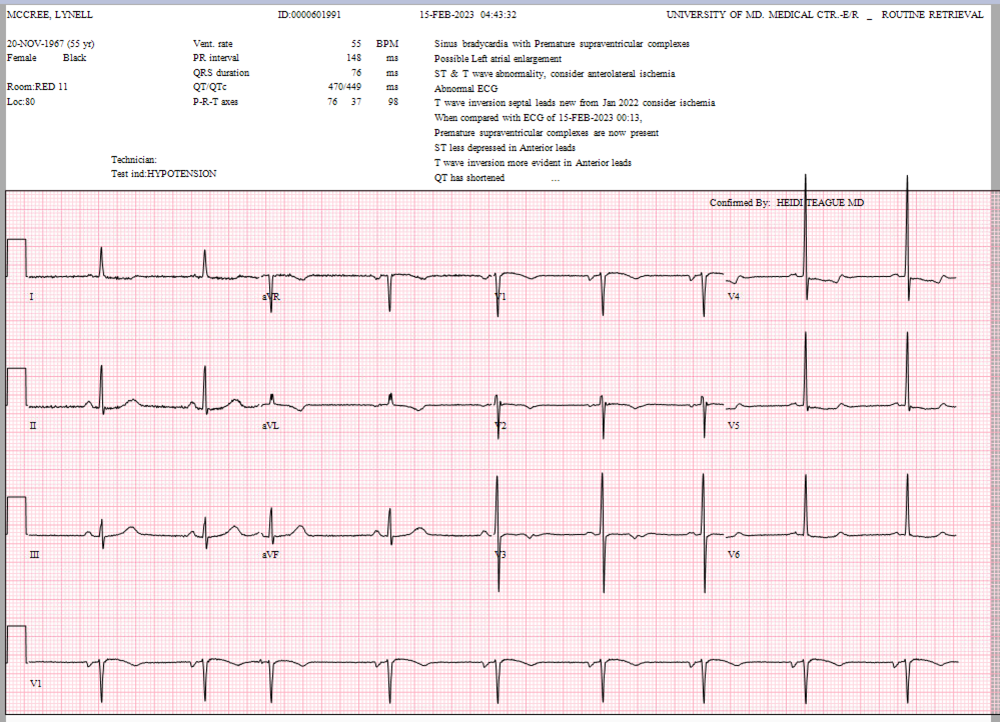 MCCREE, LYNELL ID:0000601991 15-FEB-2023 04:43:32 UNIVERSITY OF MD. MEDICAL CTR.-E/R _ ROUTINE RETRIEVAL
20-NOV-1967 (55 yr) Vent. rate 55 BPM Sinus bradycardia with Premature supraventricular complexes
Female Black PR interval 148 ms Possible Left atrial enlargement
QRS duration 76 ms ST & T wave abnormality, consider anterolateral ischemia
Room:RED 11 QT/QTc 470/449 ms Abnormal ECG
Loc:80 P-R-T axes 76 37 98 T wave inversion septal leads new from Jan 2022 consider ischemia
When compared with ECG of 15-FEB-2023 00:13,
Premature supraventricular complexes are now present
ST less depressed in Anterior leads
Technician: T wave inversion more evident in Anterior leads
Test ind:HYPOTENSION QT has shortened ...
Confirmed By: HEIDI TEAGUE MD
I aVR V1 V4
II aVL V2 V5
III aVF V3 V6
V1